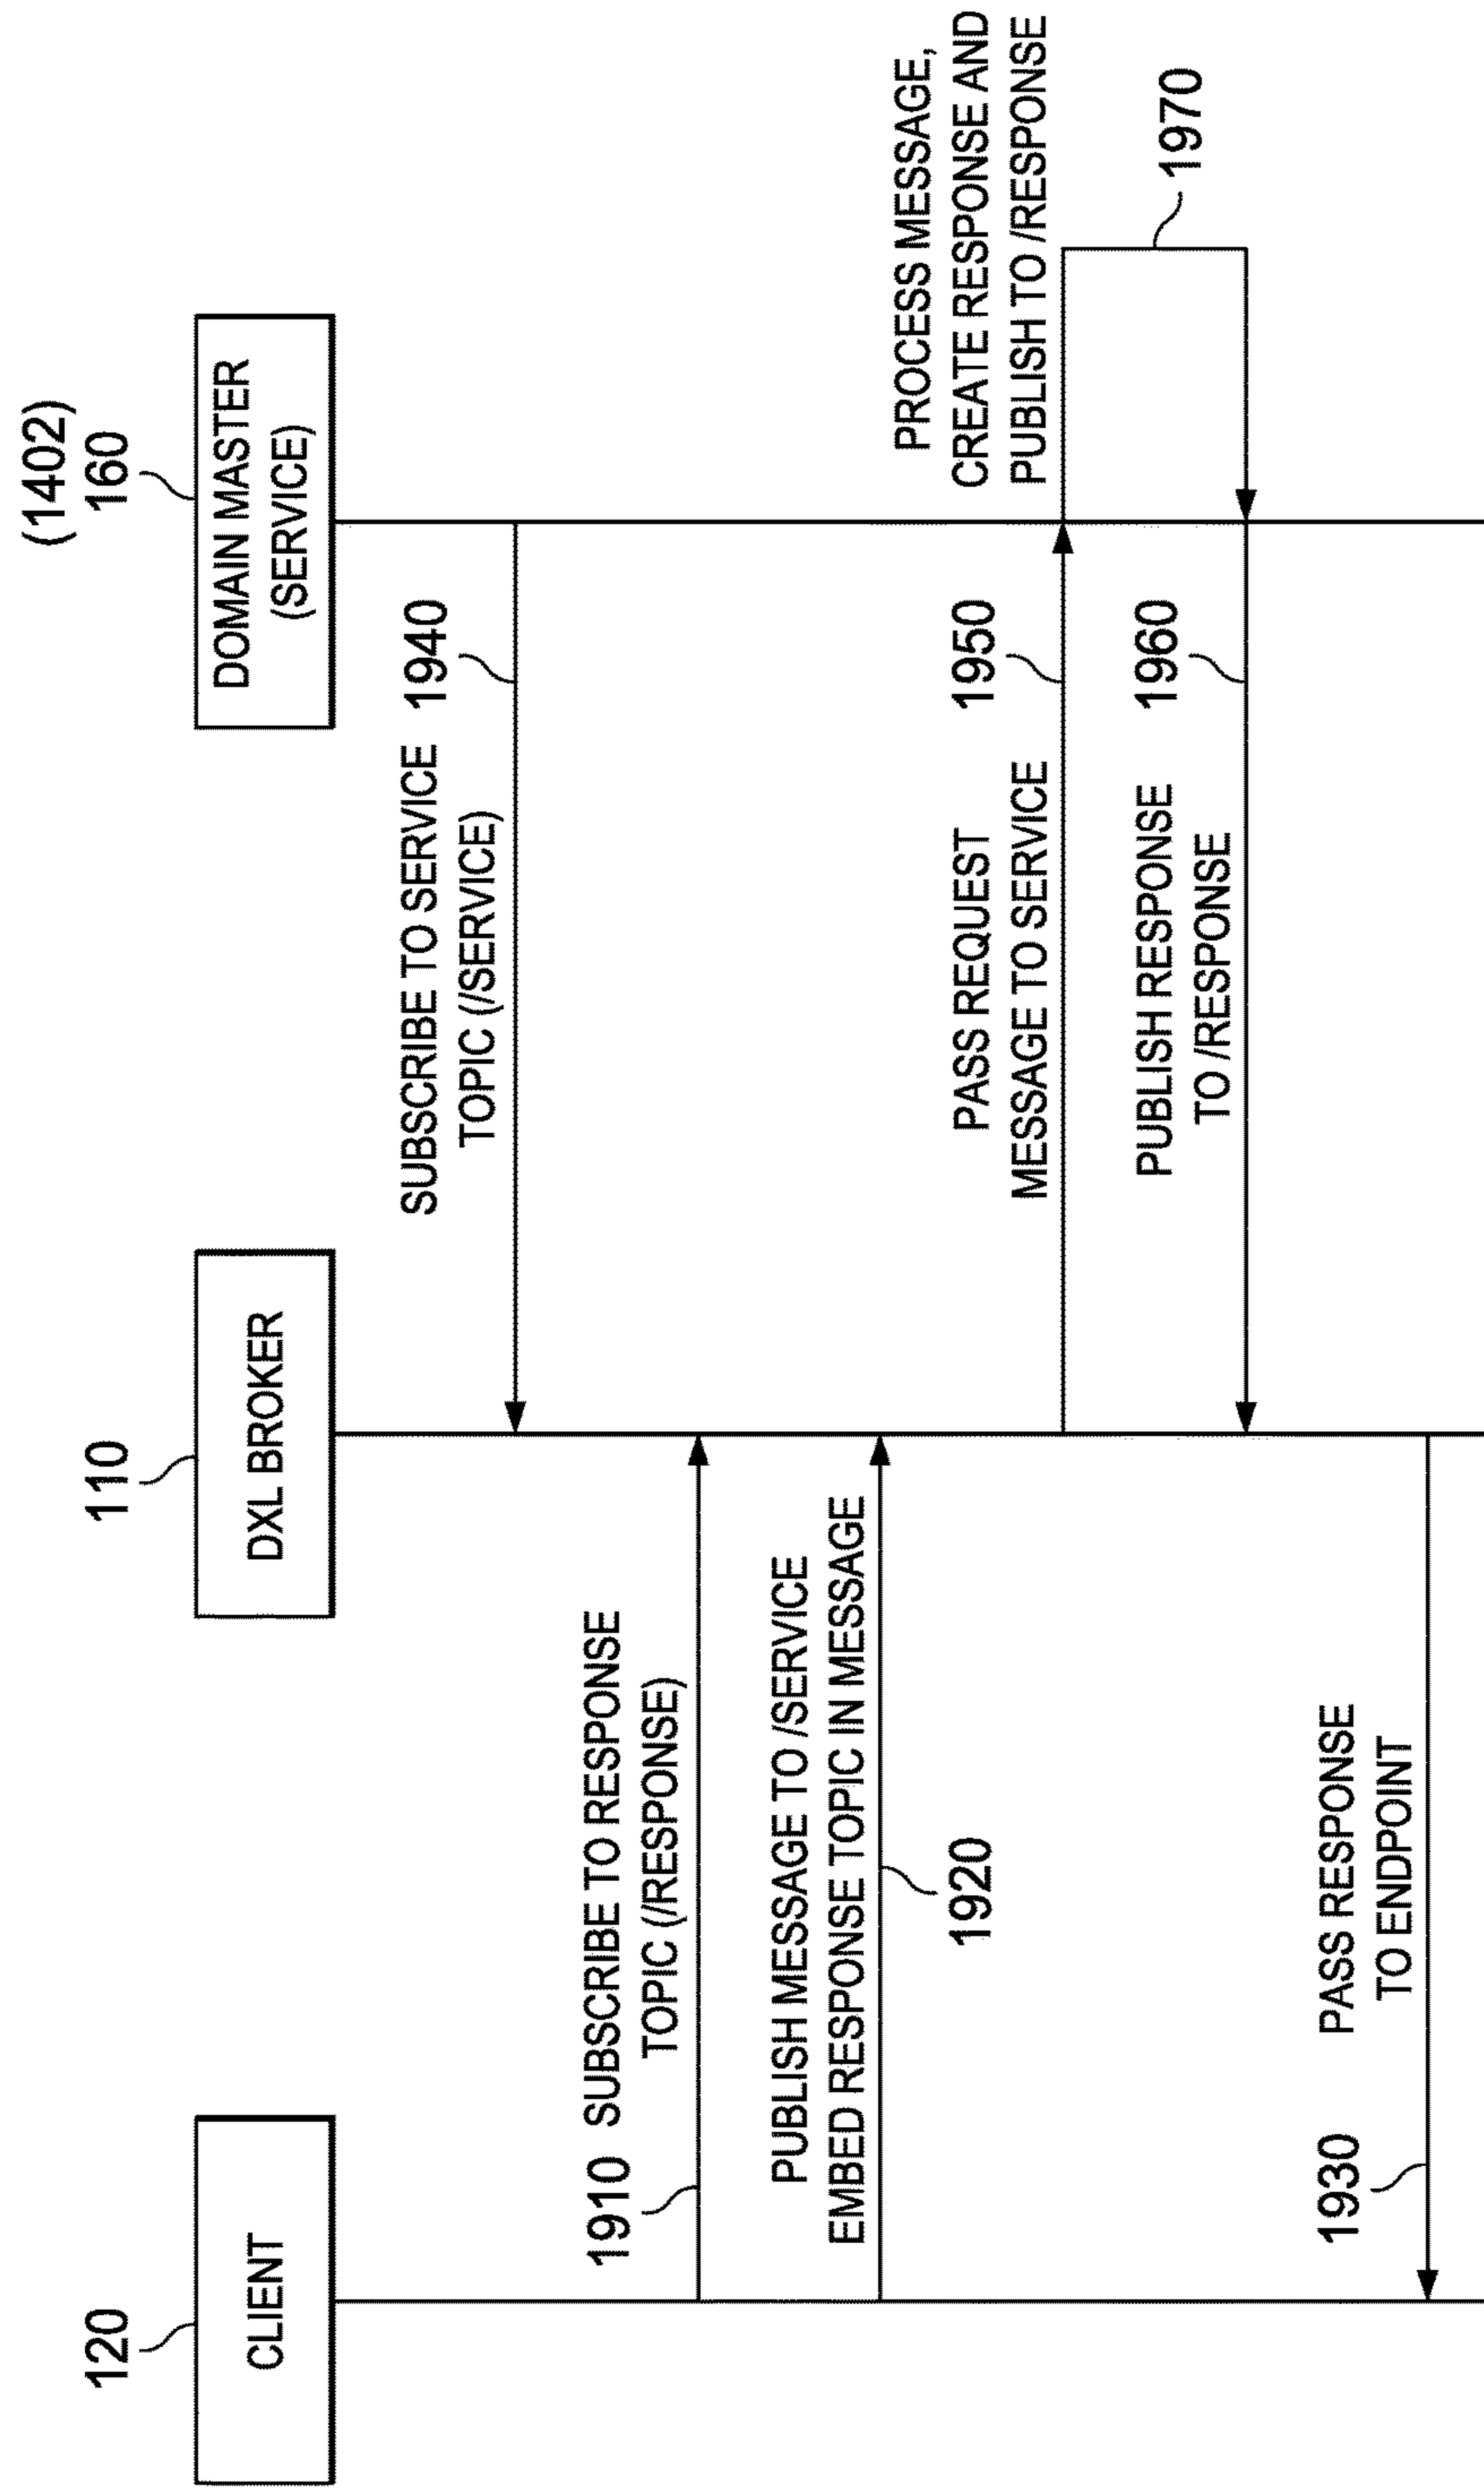 120
CLIENT
110
DXL BROKER
(1402)
160
DOMAIN MASTER
(SERVICE)
SUBSCRIBE TO SERVICE
TOPIC (/SERVICE)
1940
1910
SUBSCRIBE TO RESPONSE
TOPIC (/RESPONSE)
PUBLISH MESSAGE TO /SERVICE
EMBED RESPONSE TOPIC IN MESSAGE
1920
PASS REQUEST
MESSAGE TO SERVICE
1950
PROCESS MESSAGE,
CREATE RESPONSE AND
PUBLISH TO /RESPONSE
1970
PUBLISH RESPONSE
TO /RESPONSE
1960
1930
PASS RESPONSE
TO ENDPOINT